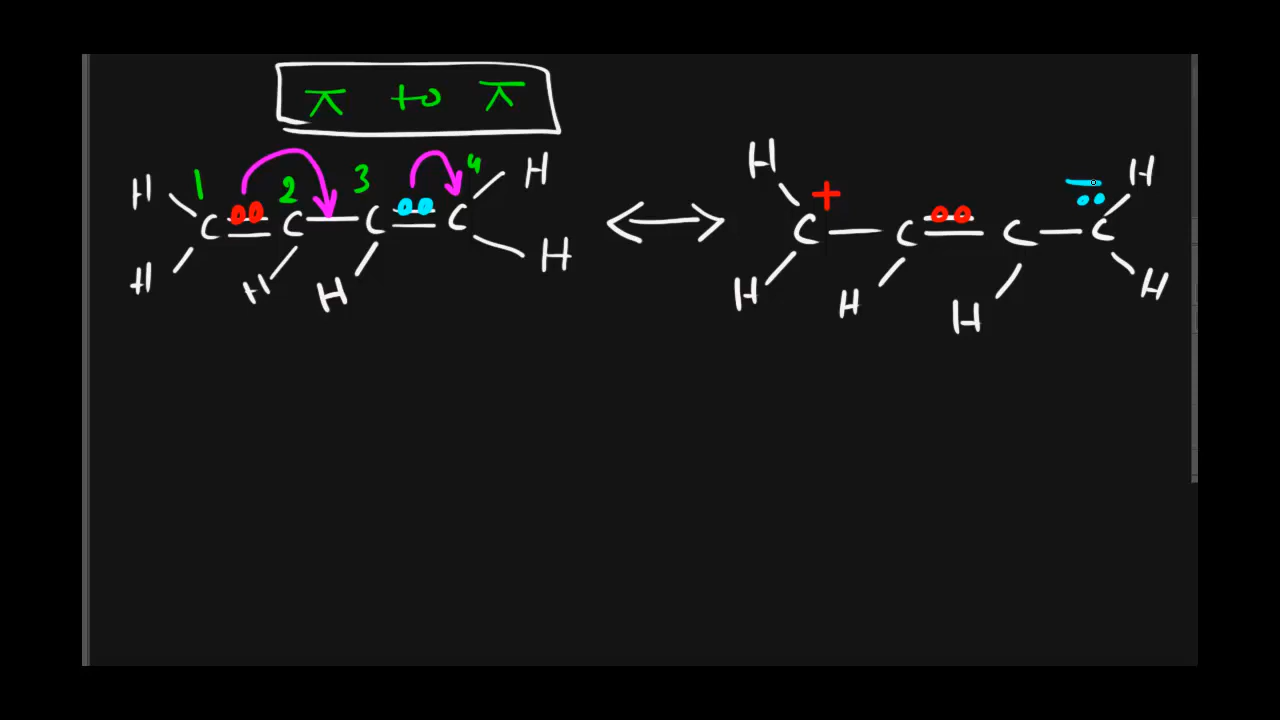 π to π
H 1 2 3 4 H
C = C — C = C
H H H H
H + − H
C — C = C — C
H H H H